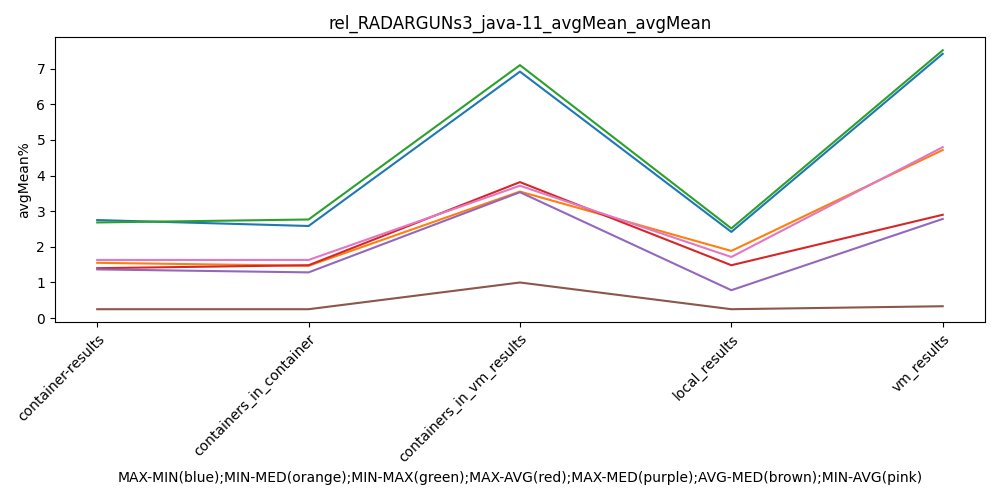 rel_RADARGUNs3_java-11_avgMean_avgMean
avgMean%
7
6
5
4
3
2
1
0
container-results
containers_in_container
containers_in_vm_results
local_results
vm_results
MAX-MIN(blue);MIN-MED(orange);MIN-MAX(green);MAX-AVG(red);MAX-MED(purple);AVG-MED(brown);MIN-AVG(pink)